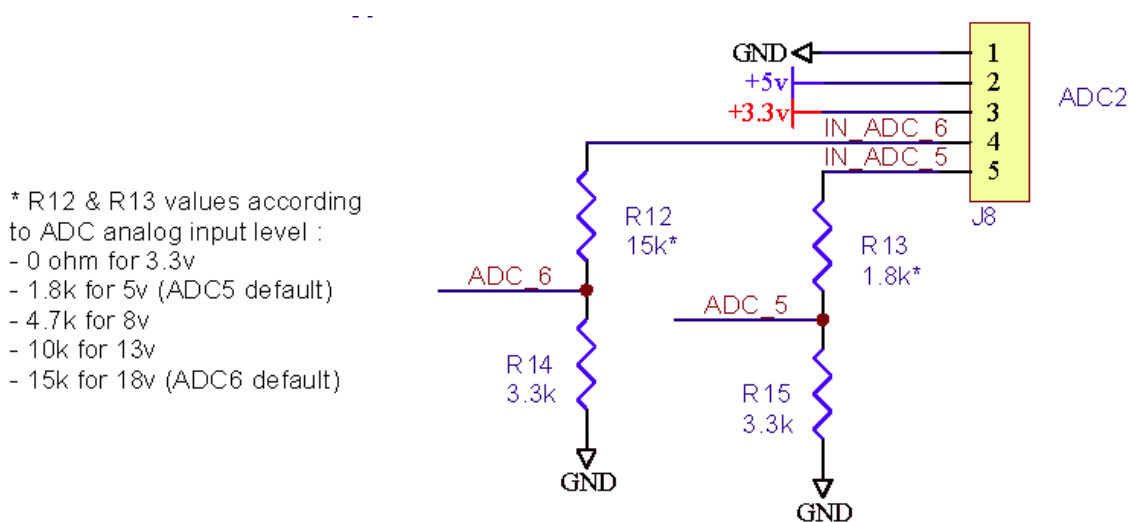 GND
1
+5v
2
ADC2
+3.3v
3
IN_ADC_6
4
IN_ADC_5
5
J8
* R12 & R13 values according
to ADC analog input level :
- 0 ohm for 3.3v
- 1.8k for 5v (ADC5 default)
- 4.7k for 8v
- 10k for 13v
- 15k for 18v (ADC6 default)
R12
15k*
R13
1.8k*
ADC_6
ADC_5
R14
3.3k
R15
3.3k
GND
GND